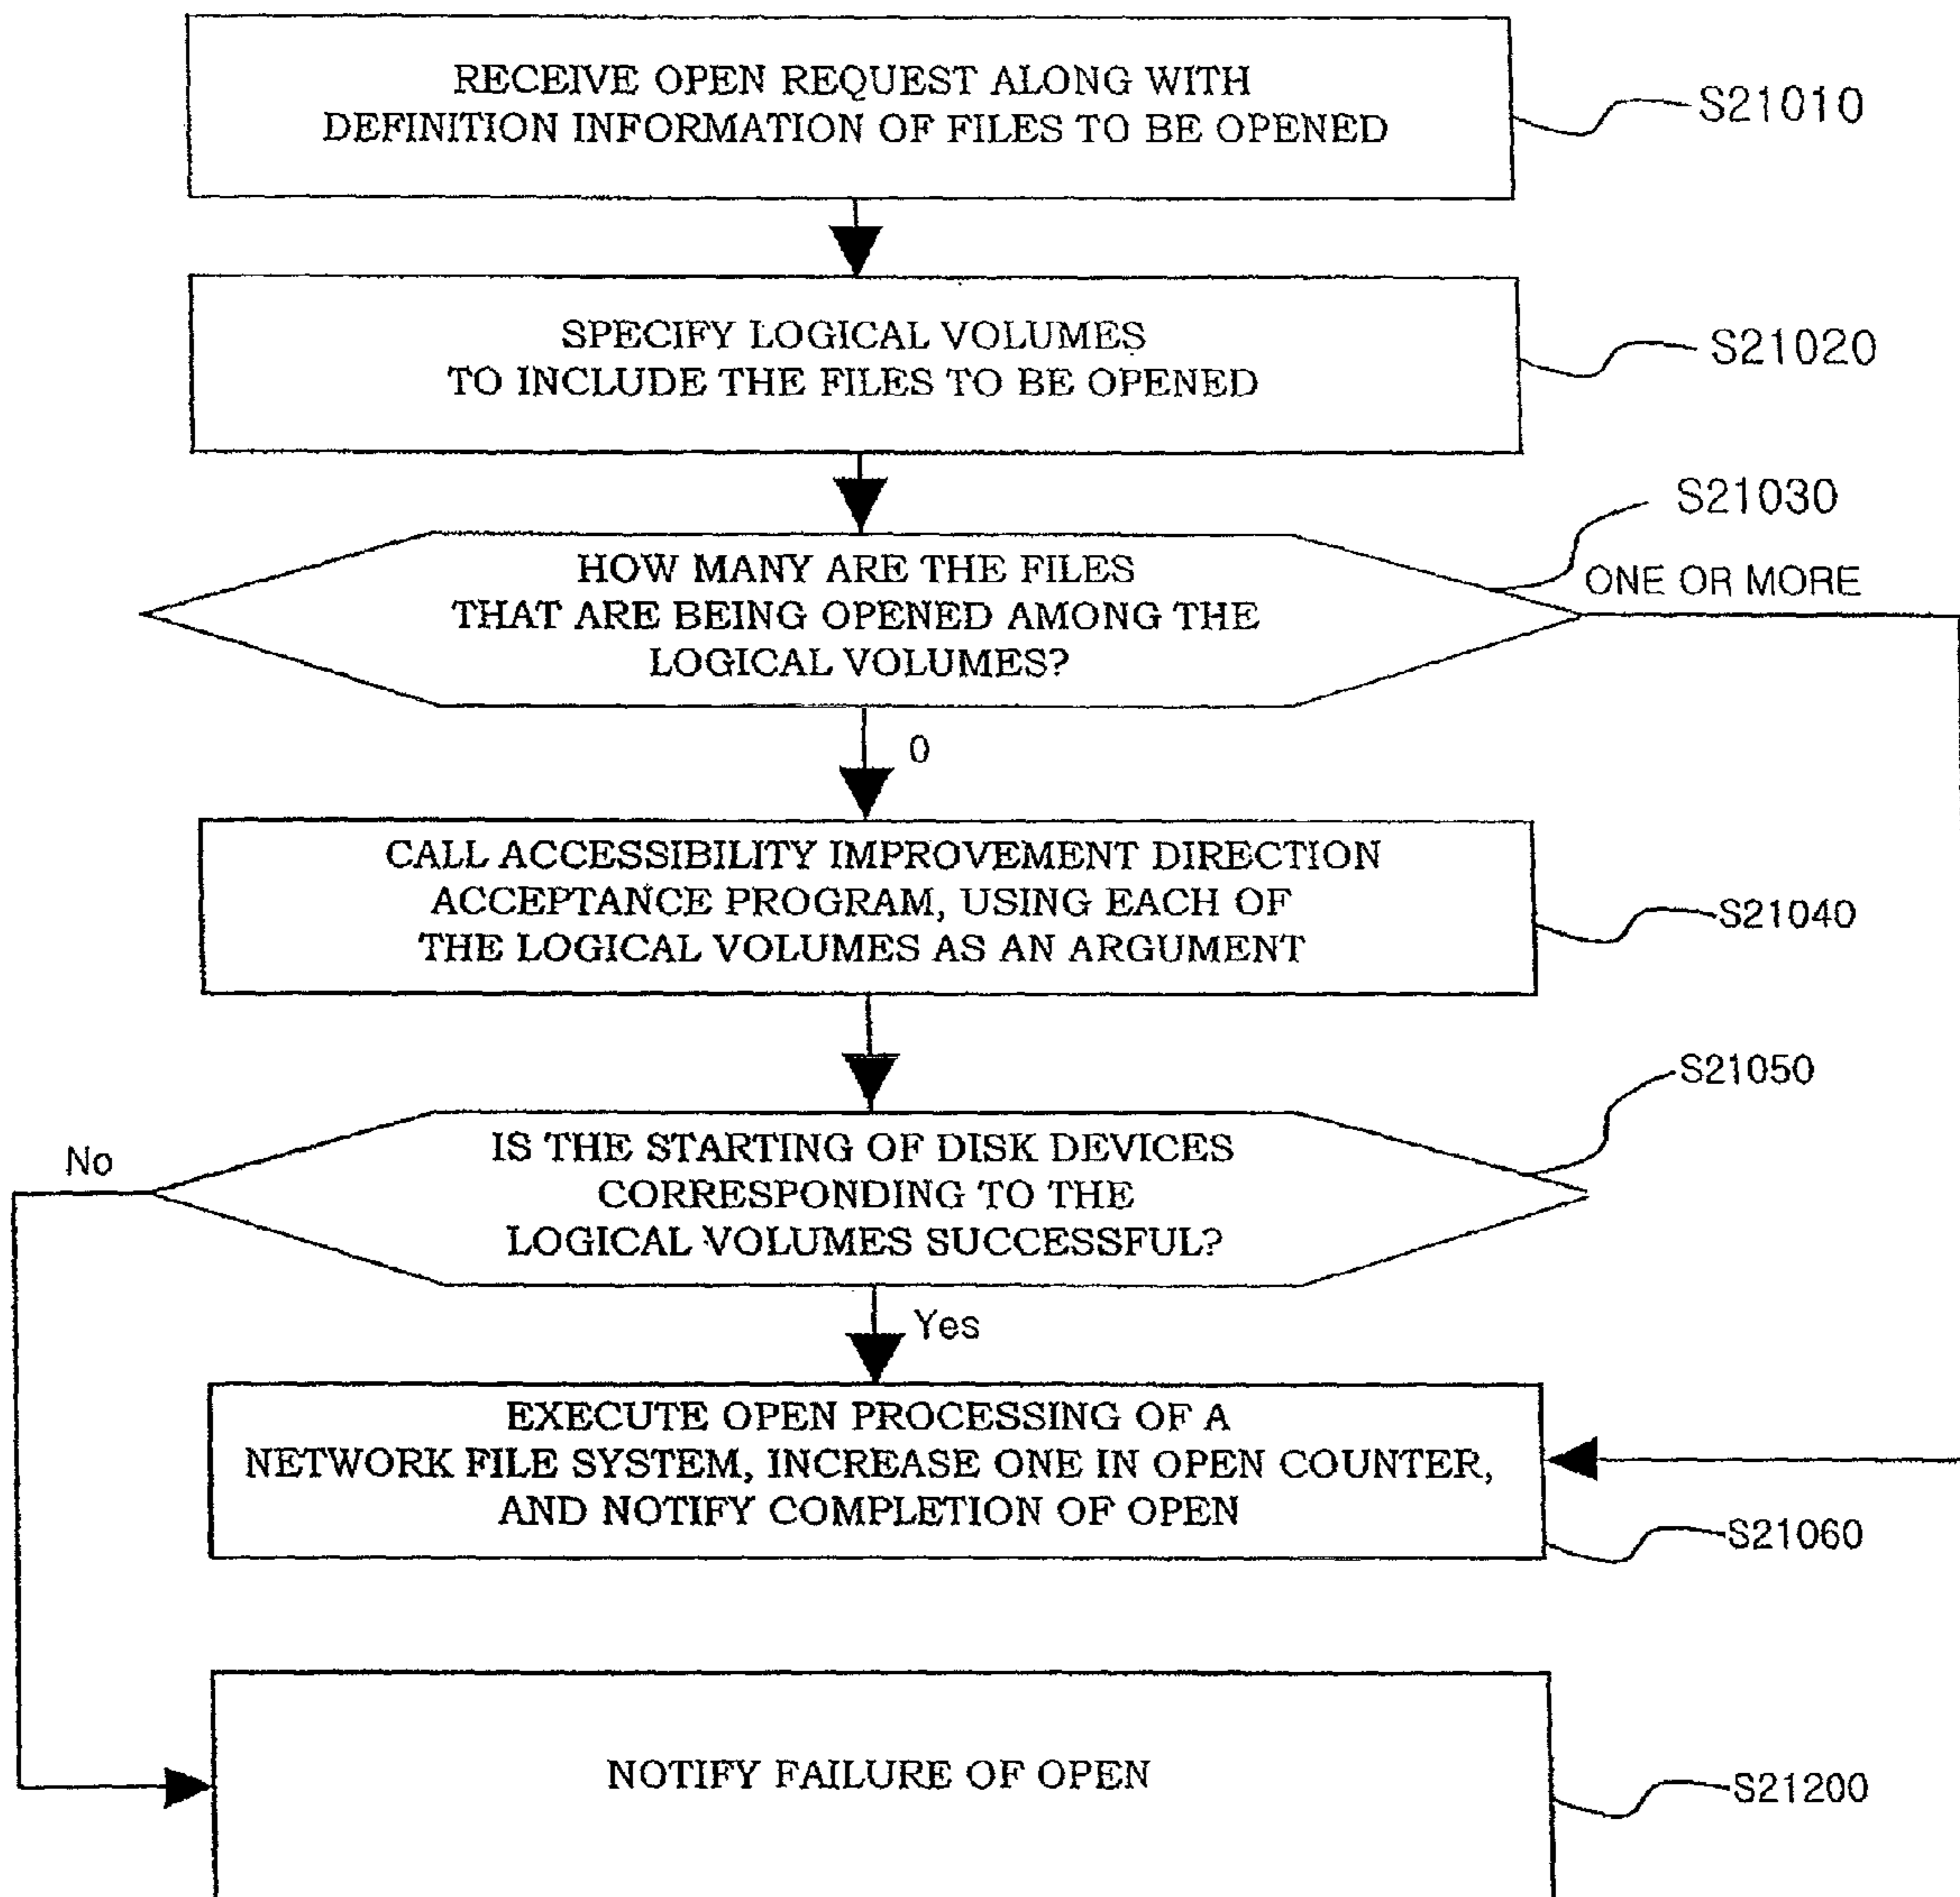 RECEIVE OPEN REQUEST ALONG WITH
DEFINITION INFORMATION OF FILES TO BE OPENED
S21010
SPECIFY LOGICAL VOLUMES
TO INCLUDE THE FILES TO BE OPENED
S21020
S21030
HOW MANY ARE THE FILES
THAT ARE BEING OPENED AMONG THE
LOGICAL VOLUMES?
ONE OR MORE
0
CALL ACCESSIBILITY IMPROVEMENT DIRECTION
ACCEPTANCE PROGRAM, USING EACH OF
THE LOGICAL VOLUMES AS AN ARGUMENT
S21040
S21050
IS THE STARTING OF DISK DEVICES
CORRESPONDING TO THE
LOGICAL VOLUMES SUCCESSFUL?
No
Yes
EXECUTE OPEN PROCESSING OF A
NETWORK FILE SYSTEM, INCREASE ONE IN OPEN COUNTER,
AND NOTIFY COMPLETION OF OPEN
S21060
NOTIFY FAILURE OF OPEN
S21200